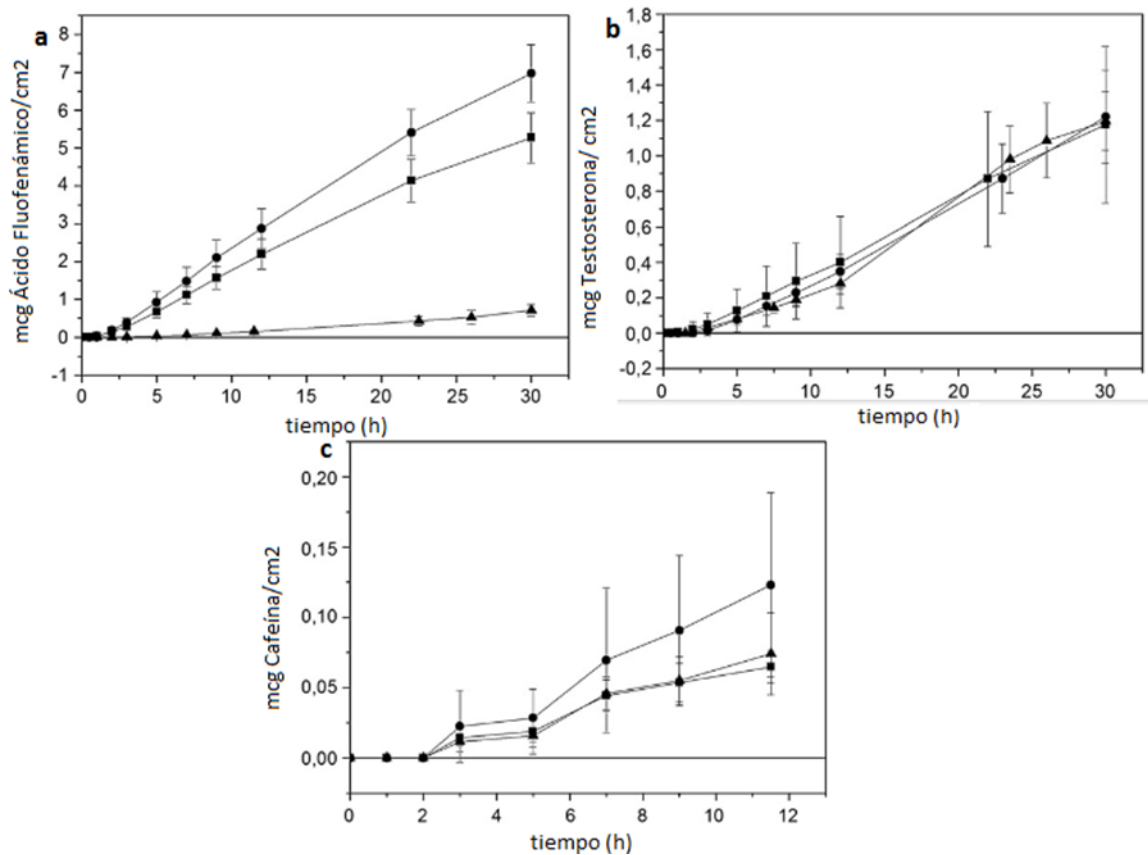 a
mcg Ácido Fluofenámico/cm2
8
7
6
5
4
3
2
1
0
-1
0 5 10 15 20 25 30
tiempo (h)
b
mcg Testosterona/ cm2
1,8
1,6
1,4
1,2
1,0
0,8
0,6
0,4
0,2
0,0
-0,2
0 5 10 15 20 25 30
tiempo (h)
c
mcg Cafeína/cm2
0,20
0,15
0,10
0,05
0,00
0 2 4 6 8 10 12
tiempo (h)